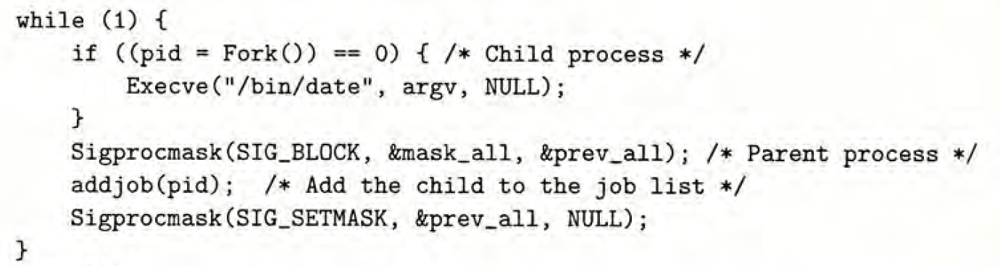 while (1) {
    if ((pid = Fork()) == 0) { /* Child process */
        Execve("/bin/date", argv, NULL);
    }
    Sigprocmask(SIG_BLOCK, &mask_all, &prev_all); /* Parent process */
    addjob(pid);  /* Add the child to the job list */
    Sigprocmask(SIG_SETMASK, &prev_all, NULL);
}